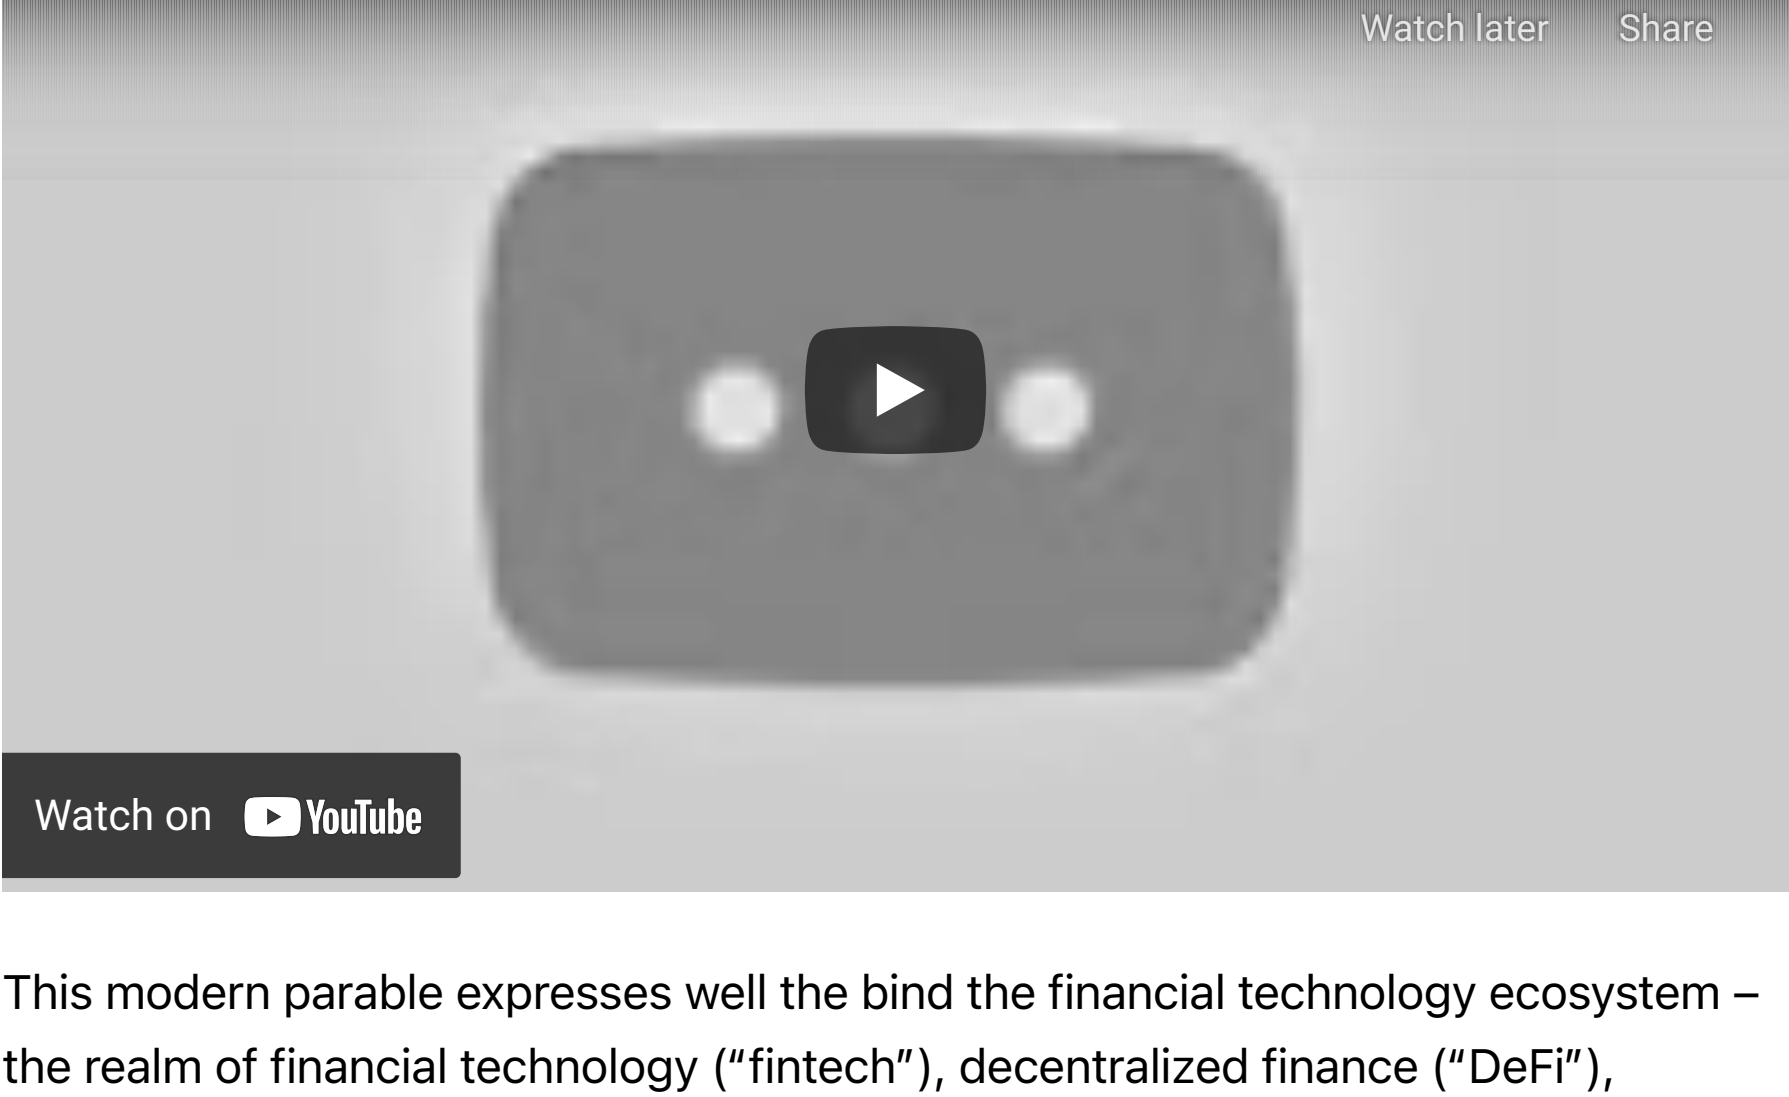 Watch later Share
Watch on YouTube
This modern parable expresses well the bind the financial technology ecosystem –
the realm of financial technology (“fintech”), decentralized finance (“DeFi”),